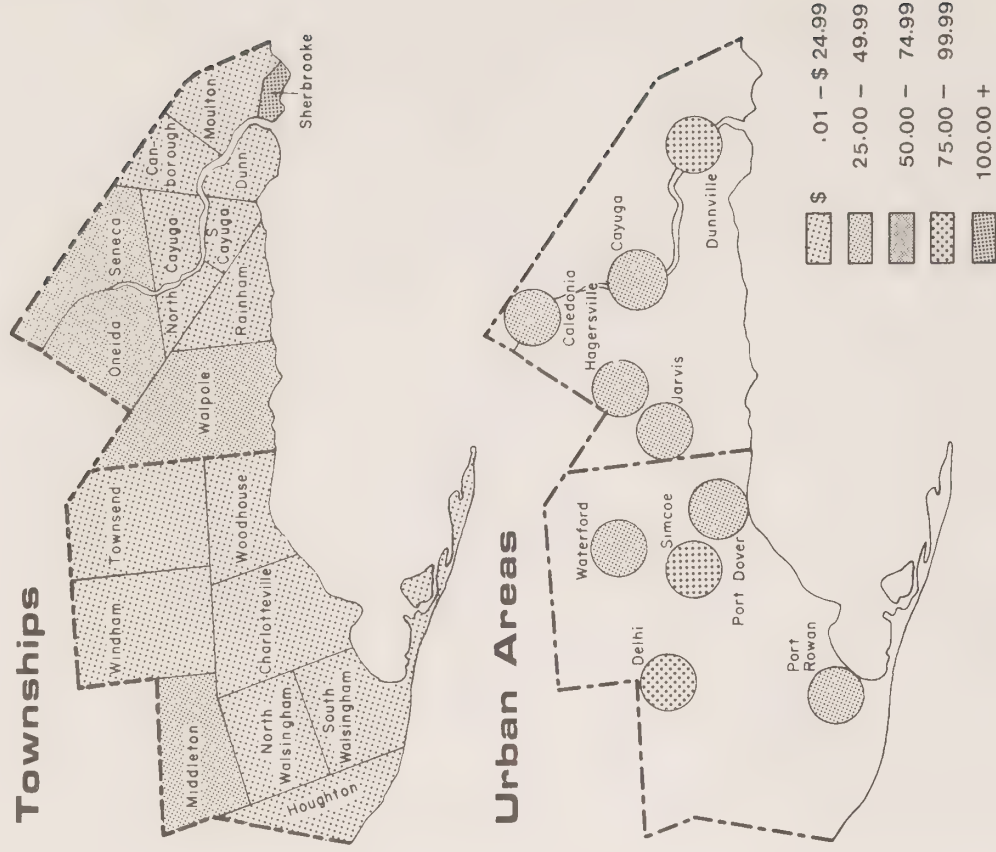 Townships
Windham
Townsend
Middleton
Charlotteville
Woodhouse
North
Walsingham
South
Walsingham
Houghton
Walpole
Oneida
Seneca
North
Cayuga
S.
Cayuga
Rainham
Can-
borough
Moulton
Dunn
Sherbrooke
Urban Areas
Delhi
Waterford
Simcoe
Port Dover
Port
Rowan
Jarvis
Hagersville
Caledonia
Cayuga
Dunnville
$ .01 – $ 24.99
25.00 – 49.99
50.00 – 74.99
75.00 – 99.99
100.00 +